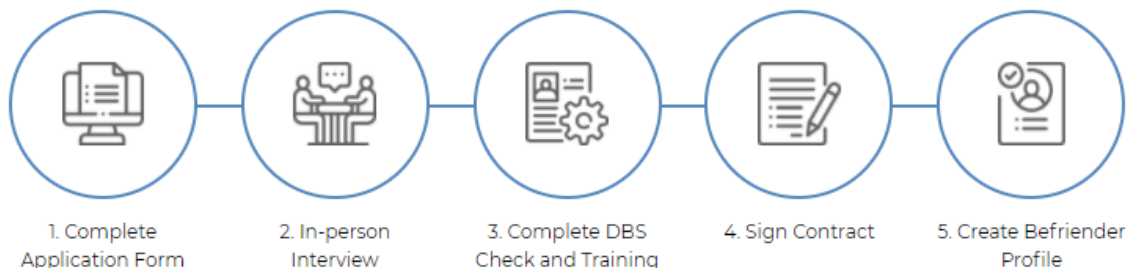 1. Complete
Application Form
2. In-person
Interview
3. Complete DBS
Check and Training
4. Sign Contract
5. Create Befriender
Profile